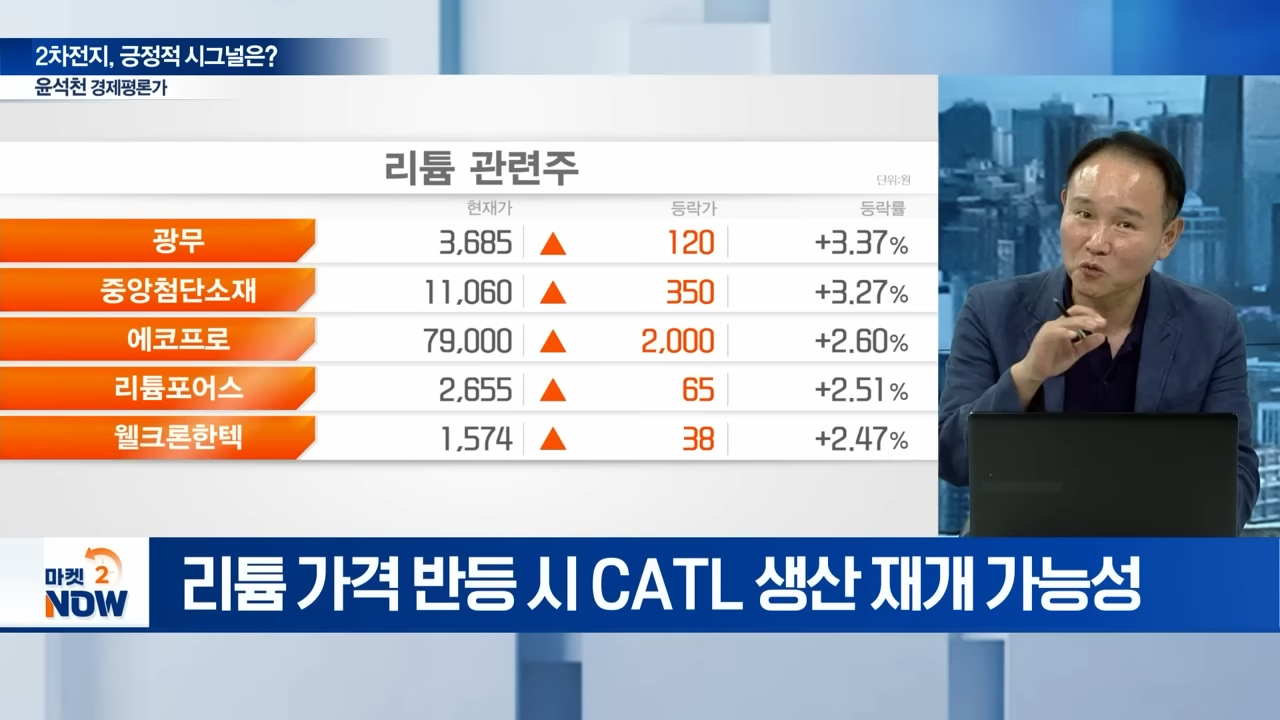 2차전지, 긍정적 시그널은?
윤석천 경제평론가
리튬 관련주
단위:원
현재가 등락가 등락률
광무 3,685 ▲ 120 +3.37%
중앙첨단소재 11,060 ▲ 350 +3.27%
에코프로 79,000 ▲ 2,000 +2.60%
리튬포어스 2,655 ▲ 65 +2.51%
웰크론한텍 1,574 ▲ 38 +2.47%
마켓 2
NOW
리튬 가격 반등 시 CATL 생산 재개 가능성